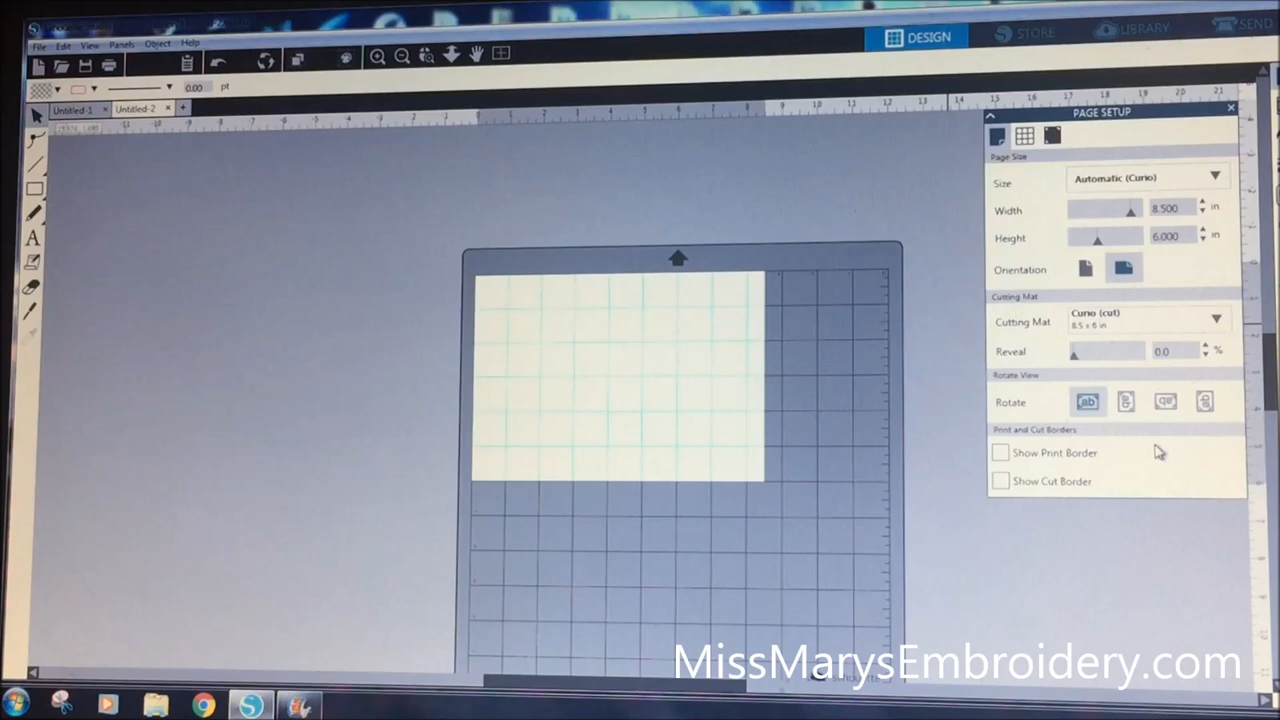 File Edit View Panels Object Help
DESIGN
STORE
LIBRARY
SEND
0.00 pt
Untitled-1 × Untitled-2 × +
PAGE SETUP
Page Size
Size Automatic (Curio)
Width 8.500 in
Height 6.000 in
Orientation
Cutting Mat
Cutting Mat Curio (cut)
8.5 x 6 in
Reveal 0.0 %
Rotate View
Rotate
Print and Cut Borders
Show Print Border
Show Cut Border
MissMarysEmbroidery.com